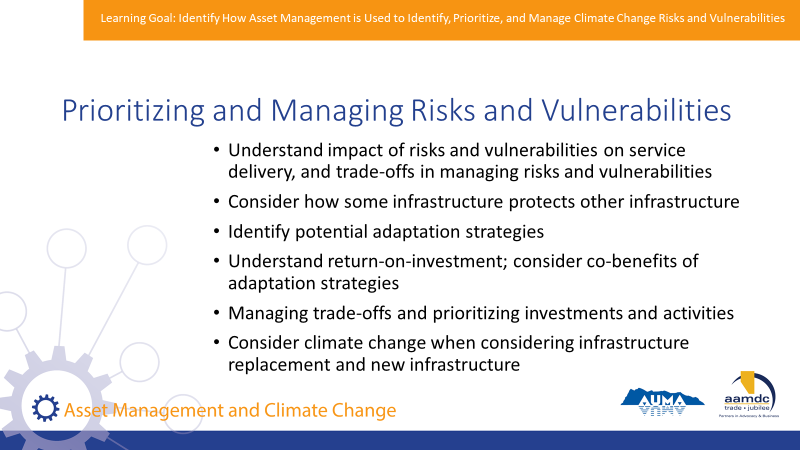 Learning Goal: Identify How Asset Management is Used to Identify, Prioritize, and Manage Climate Change Risks and Vulnerabilities
Prioritizing and Managing Risks and Vulnerabilities
• Understand impact of risks and vulnerabilities on service
delivery, and trade-offs in managing risks and vulnerabilities
• Consider how some infrastructure protects other infrastructure
• Identify potential adaptation strategies
• Understand return-on-investment; consider co-benefits of
adaptation strategies
• Managing trade-offs and prioritizing investments and activities
• Consider climate change when considering infrastructure
replacement and new infrastructure
Asset Management and Climate Change
AUMA
aamdc
trade • jubilee
Partners in Advocacy & Business